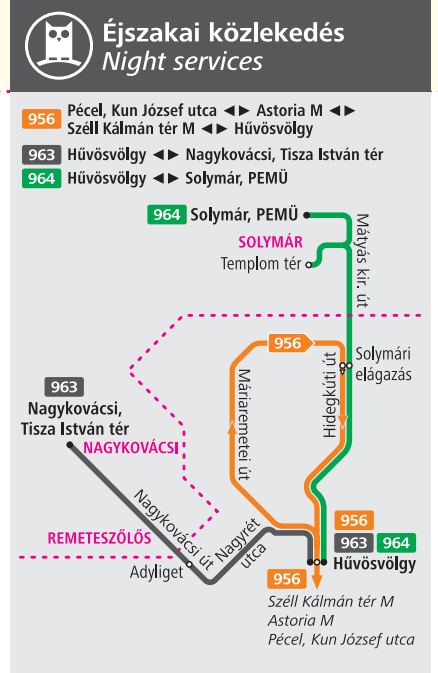 Éjszakai közlekedés
Night services
956 Pécel, Kun József utca ◄► Astoria M ◄►
Széll Kálmán tér M ◄► Hűvösvölgy
963 Hűvösvölgy ◄► Nagykovácsi, Tisza István tér
964 Hűvösvölgy ◄► Solymár, PEMÜ
964 Solymár, PEMÜ
SOLYMÁR
Templom tér
Mátyás kir. út
956
Solymári
elágazás
Hidegkúti út
Máriaremetei út
963
Nagykovácsi,
Tisza István tér
NAGYKOVÁCSI
REMETESZŐLŐS
Nagykovácsi út
Nagyrét
utca
Adyliget
956
963 964
Hűvösvölgy
956
Széll Kálmán tér M
Astoria M
Pécel, Kun József utca